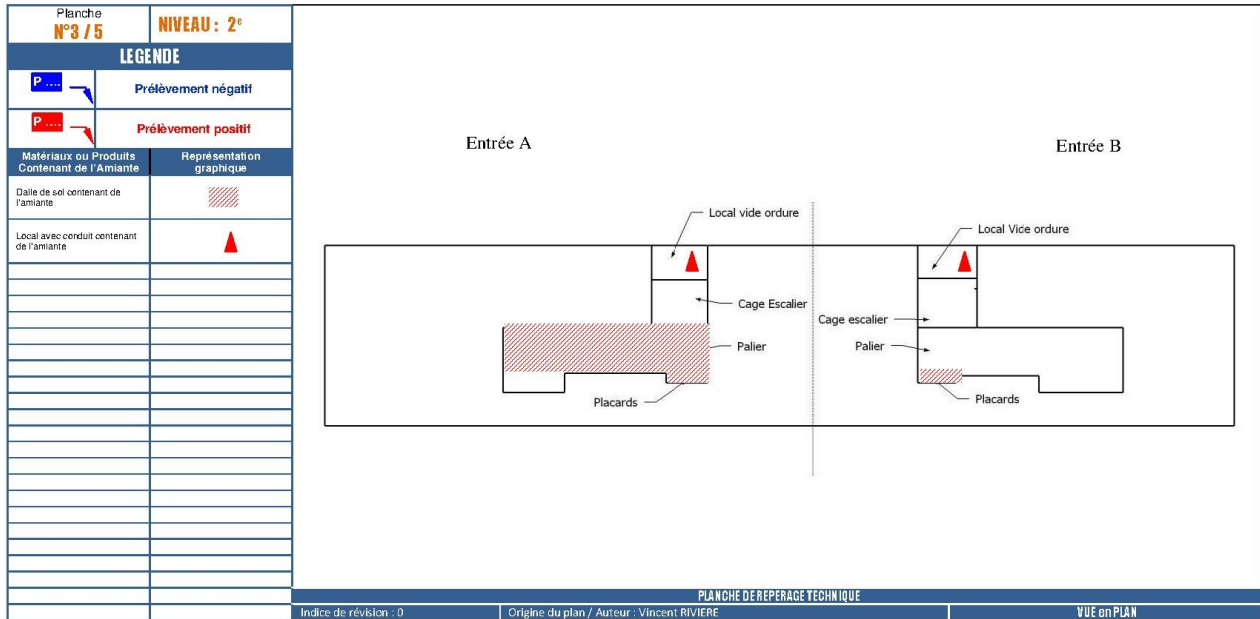 Planche
N°3 / 5
NIVEAU : 2e
LEGENDE
P ....
Prélèvement négatif
P ....
Prélèvement positif
Matériaux ou Produits
Contenant de l'Amiante
Représentation
graphique
Dalle de sol contenant de
l'amiante
Local avec conduit contenant
de l'amiante
Entrée A
Entrée B
Local vide ordure
Local Vide ordure
Cage Escalier
Cage escalier
Palier
Palier
Placards
Placards
PLANCHE DE REPERAGE TECHNIQUE
Indice de révision : 0
Origine du plan / Auteur : Vincent RIVIERE
VUE en PLAN